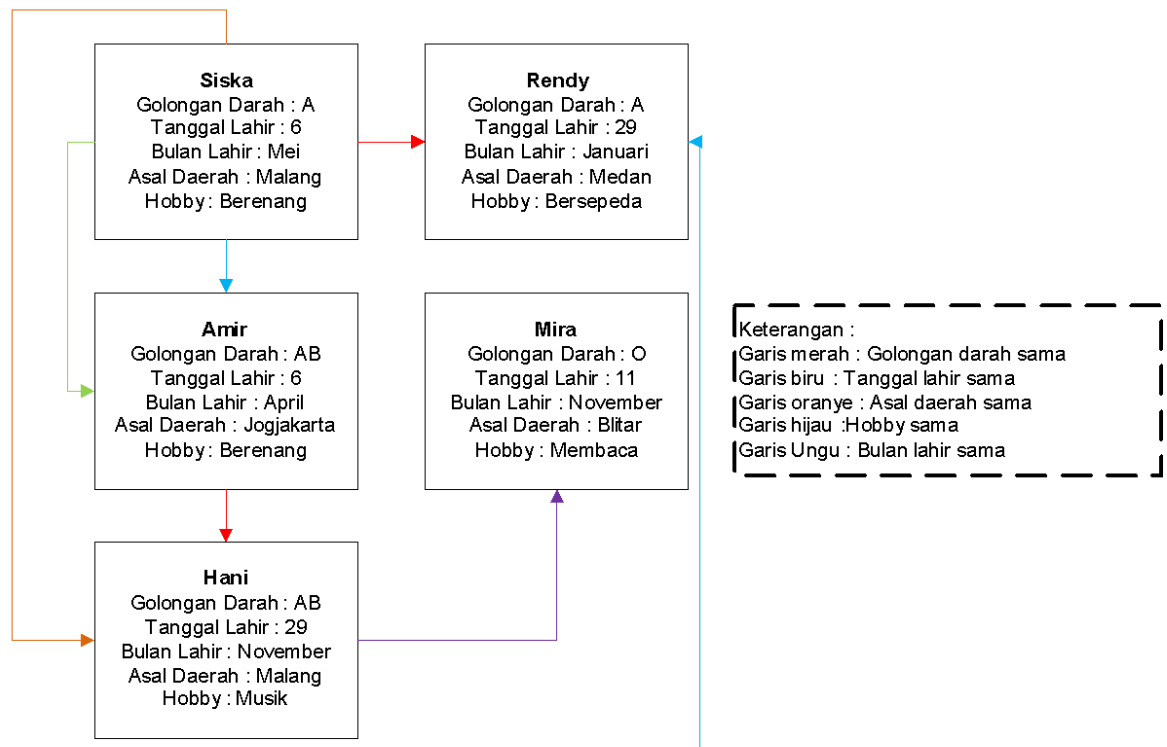 Siska
Golongan Darah : A
Tanggal Lahir : 6
Bulan Lahir : Mei
Asal Daerah : Malang
Hobby : Berenang
Rendy
Golongan Darah : A
Tanggal Lahir : 29
Bulan Lahir : Januari
Asal Daerah : Medan
Hobby : Bersepeda
Amir
Golongan Darah : AB
Tanggal Lahir : 6
Bulan Lahir : April
Asal Daerah : Jogjakarta
Hobby : Berenang
Mira
Golongan Darah : O
Tanggal Lahir : 11
Bulan Lahir : November
Asal Daerah : Blitar
Hobby : Membaca
Hani
Golongan Darah : AB
Tanggal Lahir : 29
Bulan Lahir : November
Asal Daerah : Malang
Hobby : Musik
Keterangan :
Garis merah : Golongan darah sama
Garis biru : Tanggal lahir sama
Garis oranye : Asal daerah sama
Garis hijau :Hobby sama
Garis Ungu : Bulan lahir sama